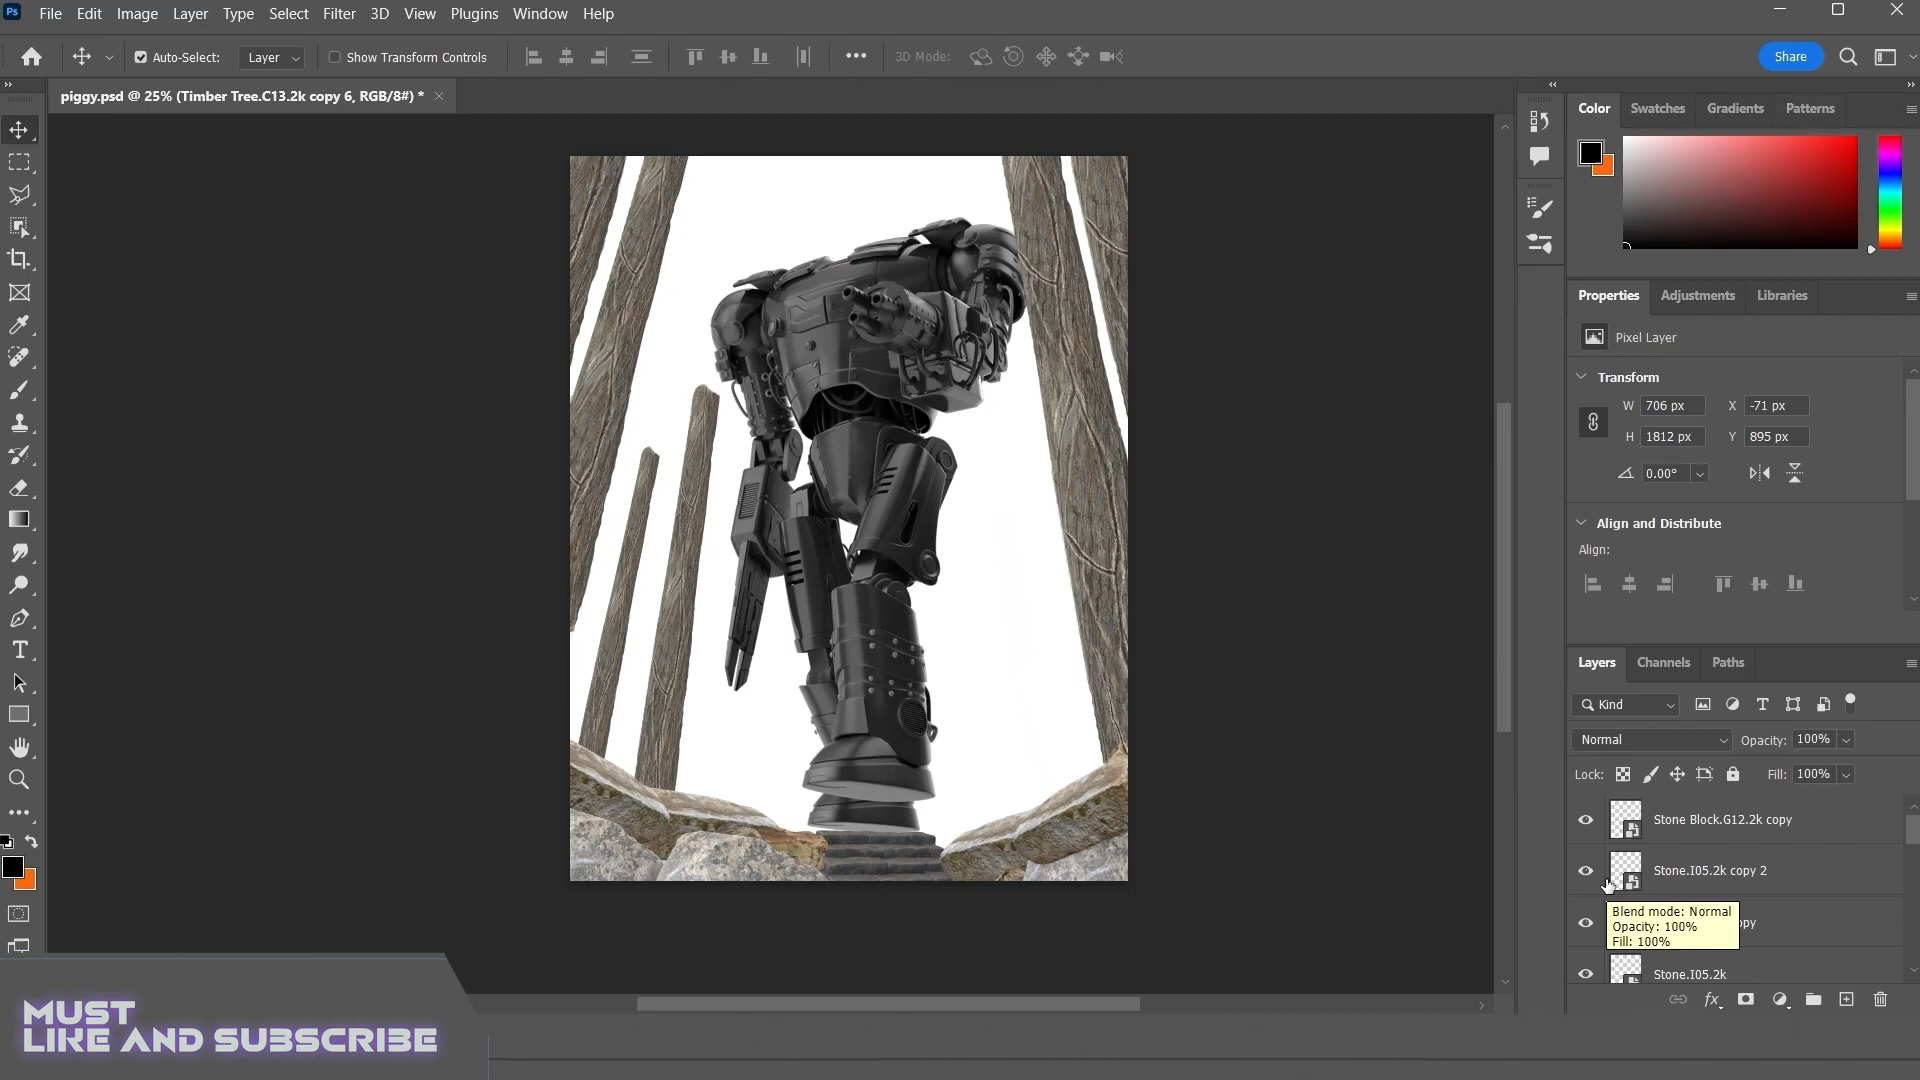 Ps File Edit Image Layer Type Select Filter 3D View Plugins Window Help
Auto-Select: Layer Show Transform Controls 3D Mode: Share
piggy.psd @ 25% (Timber Tree.C13.2k copy 6, RGB/8#) *
Color Swatches Gradients Patterns
Properties Adjustments Libraries
Pixel Layer
Transform
W 706 px X -71 px
H 1812 px Y 895 px
0.00°
Align and Distribute
Align:
Layers Channels Paths
Kind
Normal Opacity: 100%
Lock: Fill: 100%
Stone Block.G12.2k copy
Stone.I05.2k copy 2
Blend mode: Normal
Opacity: 100%
Fill: 100%
Stone.I05.2k
fx
MUST
LIKE AND SUBSCRIBE